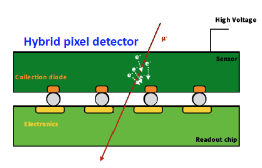 High Voltage
Hybrid pixel detector
Sensor
Collection diode
Electronics
Readout chip